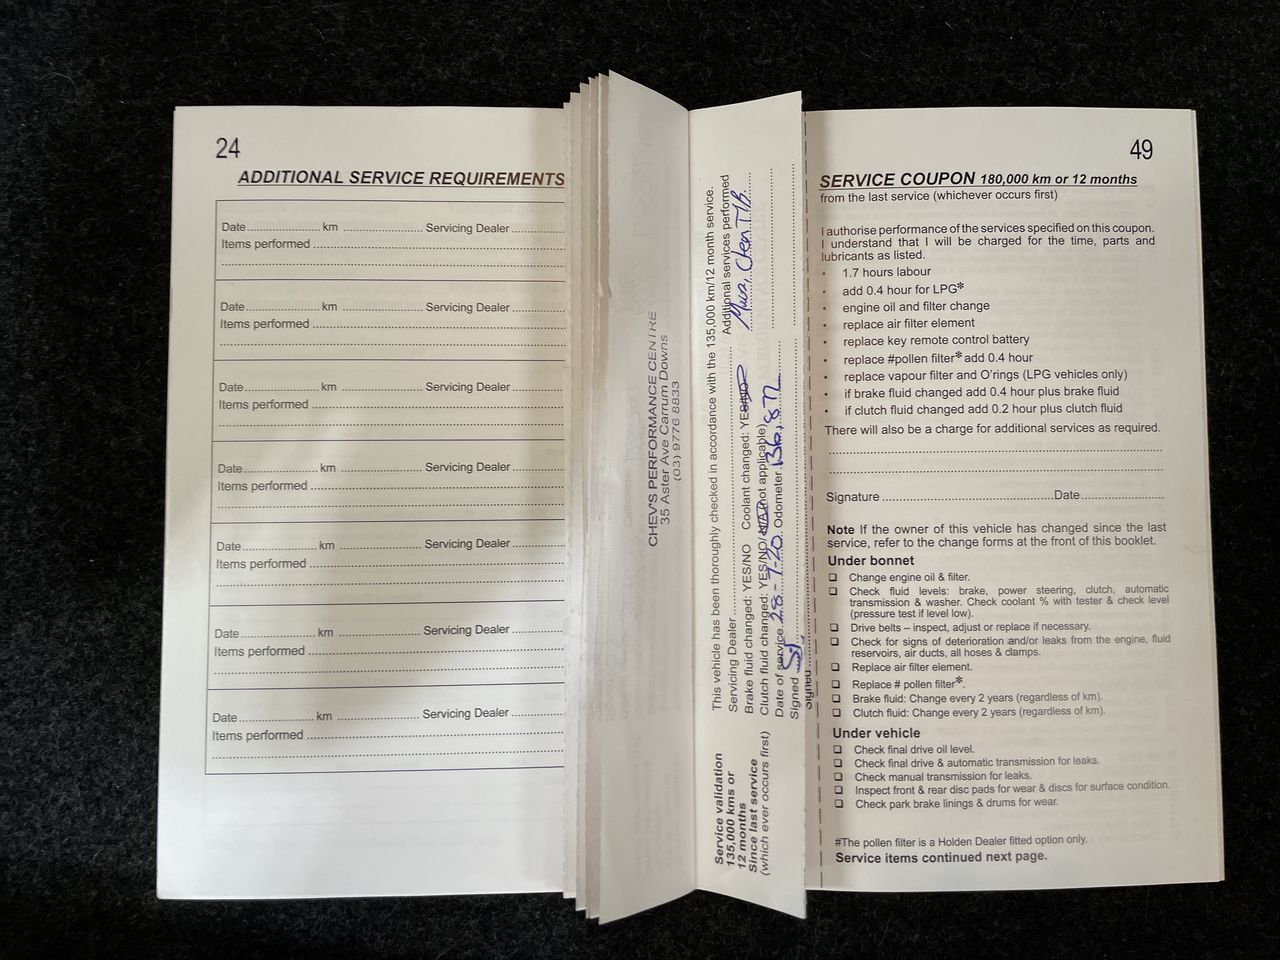 24
ADDITIONAL SERVICE REQUIREMENTS
Date................. km .................... Servicing Dealer ..............
Items performed ..............
..............
Date................. km .................... Servicing Dealer ..............
Items performed ..............
..............
Date................. km .................... Servicing Dealer ..............
Items performed ..............
..............
Date................. km .................... Servicing Dealer ..............
Items performed ..............
..............
Date................. km .................... Servicing Dealer ..............
Items performed ..............
..............
Date................. km .................... Servicing Dealer ..............
Items performed ..............
..............
Date................. km .................... Servicing Dealer ..............
Items performed ..............
..............
CHEV'S PERFORMANCE CENTRE
35 Aster Ave Carrum Downs
(03) 9776 8833
Service validation
135,000 kms or
12 months
Since last service
(which ever occurs first)
This vehicle has been thoroughly checked in accordance with the 135,000 km/12 month service.
Servicing Dealer.............. Additional services performed
Brake fluid changed: YES/NO Coolant changed: YES/NO
Clutch fluid changed: YES/NO/ (not applicable)
Date of service 28-7-20 Odometer
Signed
Signed
49
SERVICE COUPON 180,000 km or 12 months
from the last service (whichever occurs first)
I authorise performance of the services specified on this coupon.
I understand that I will be charged for the time, parts and
lubricants as listed.
• 1.7 hours labour
• add 0.4 hour for LPG*
• engine oil and filter change
• replace air filter element
• replace key remote control battery
• replace #pollen filter* add 0.4 hour
• replace vapour filter and O'rings (LPG vehicles only)
• if brake fluid changed add 0.4 hour plus brake fluid
• if clutch fluid changed add 0.2 hour plus clutch fluid
There will also be a charge for additional services as required.
Signature ..............Date..............
Note If the owner of this vehicle has changed since the last
service, refer to the change forms at the front of this booklet.
Under bonnet
❏ Change engine oil & filter.
❏ Check fluid levels: brake, power steering, clutch, automatic
transmission & washer. Check coolant % with tester & check level
(pressure test if level low).
❏ Drive belts – inspect, adjust or replace if necessary.
❏ Check for signs of deterioration and/or leaks from the engine, fluid
reservoirs, air ducts, all hoses & clamps.
❏ Replace air filter element.
❏ Replace # pollen filter*.
❏ Brake fluid: Change every 2 years (regardless of km).
❏ Clutch fluid: Change every 2 years (regardless of km).
Under vehicle
❏ Check final drive oil level.
❏ Check final drive & automatic transmission for leaks.
❏ Check manual transmission for leaks.
❏ Inspect front & rear disc pads for wear & discs for surface condition.
❏ Check park brake linings & drums for wear.
#The pollen filter is a Holden Dealer fitted option only.
Service items continued next page.